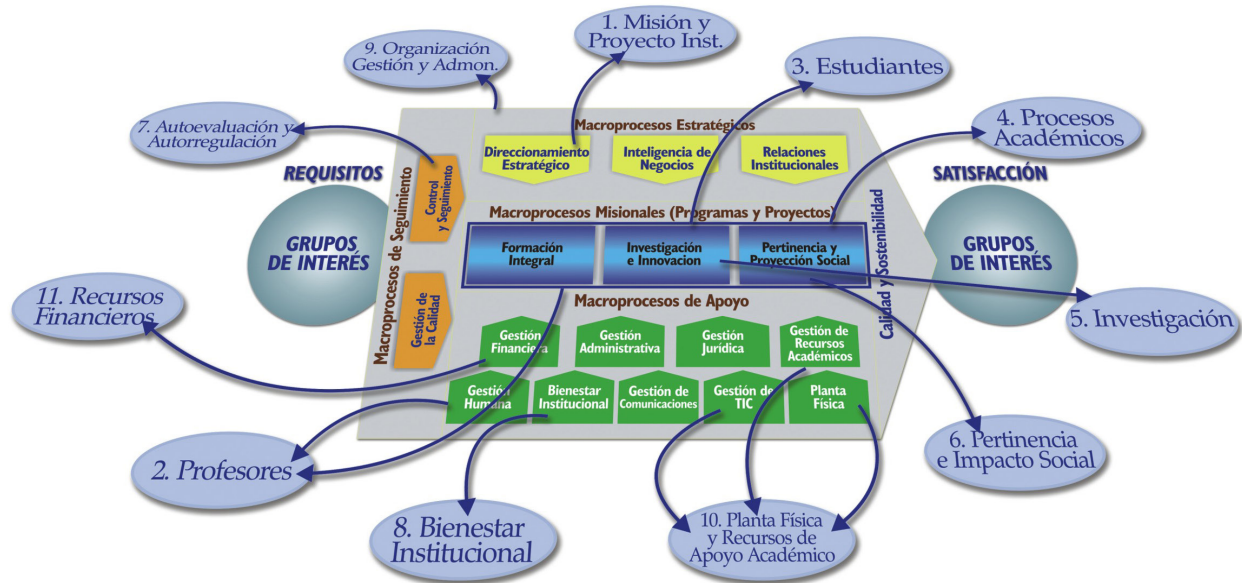 1. Misión y
Proyecto Inst.
9. Organización
Gestión y Admon.
3. Estudiantes
7. Autoevaluación y
Autorregulación
4. Procesos
Académicos
Macroprocesos Estratégicos
Direccionamiento
Estratégico
Inteligencia de
Negocios
Relaciones
Institucionales
REQUISITOS
GRUPOS
DE INTERÉS
Macroprocesos de Seguimiento
Control
y Seguimiento
Gestión de
la Calidad
Macroprocesos Misionales (Programas y Proyectos)
Formación
Integral
Investigación
e Innovacion
Pertinencia y
Proyección Social
Calidad y Sostenibilidad
SATISFACCIÓN
GRUPOS
DE INTERÉS
Macroprocesos de Apoyo
11. Recursos
Financieros
5. Investigación
Gestión
Financiera
Gestión
Administrativa
Gestión
Jurídica
Gestión de
Recursos
Académicos
Gestión
Humana
Bienestar
Institucional
Gestión de
Comunicaciones
Gestión de
TIC
Planta
Física
2. Profesores
6. Pertinencia
e Impacto Social
8. Bienestar
Institucional
10. Planta Física
y Recursos de
Apoyo Académico